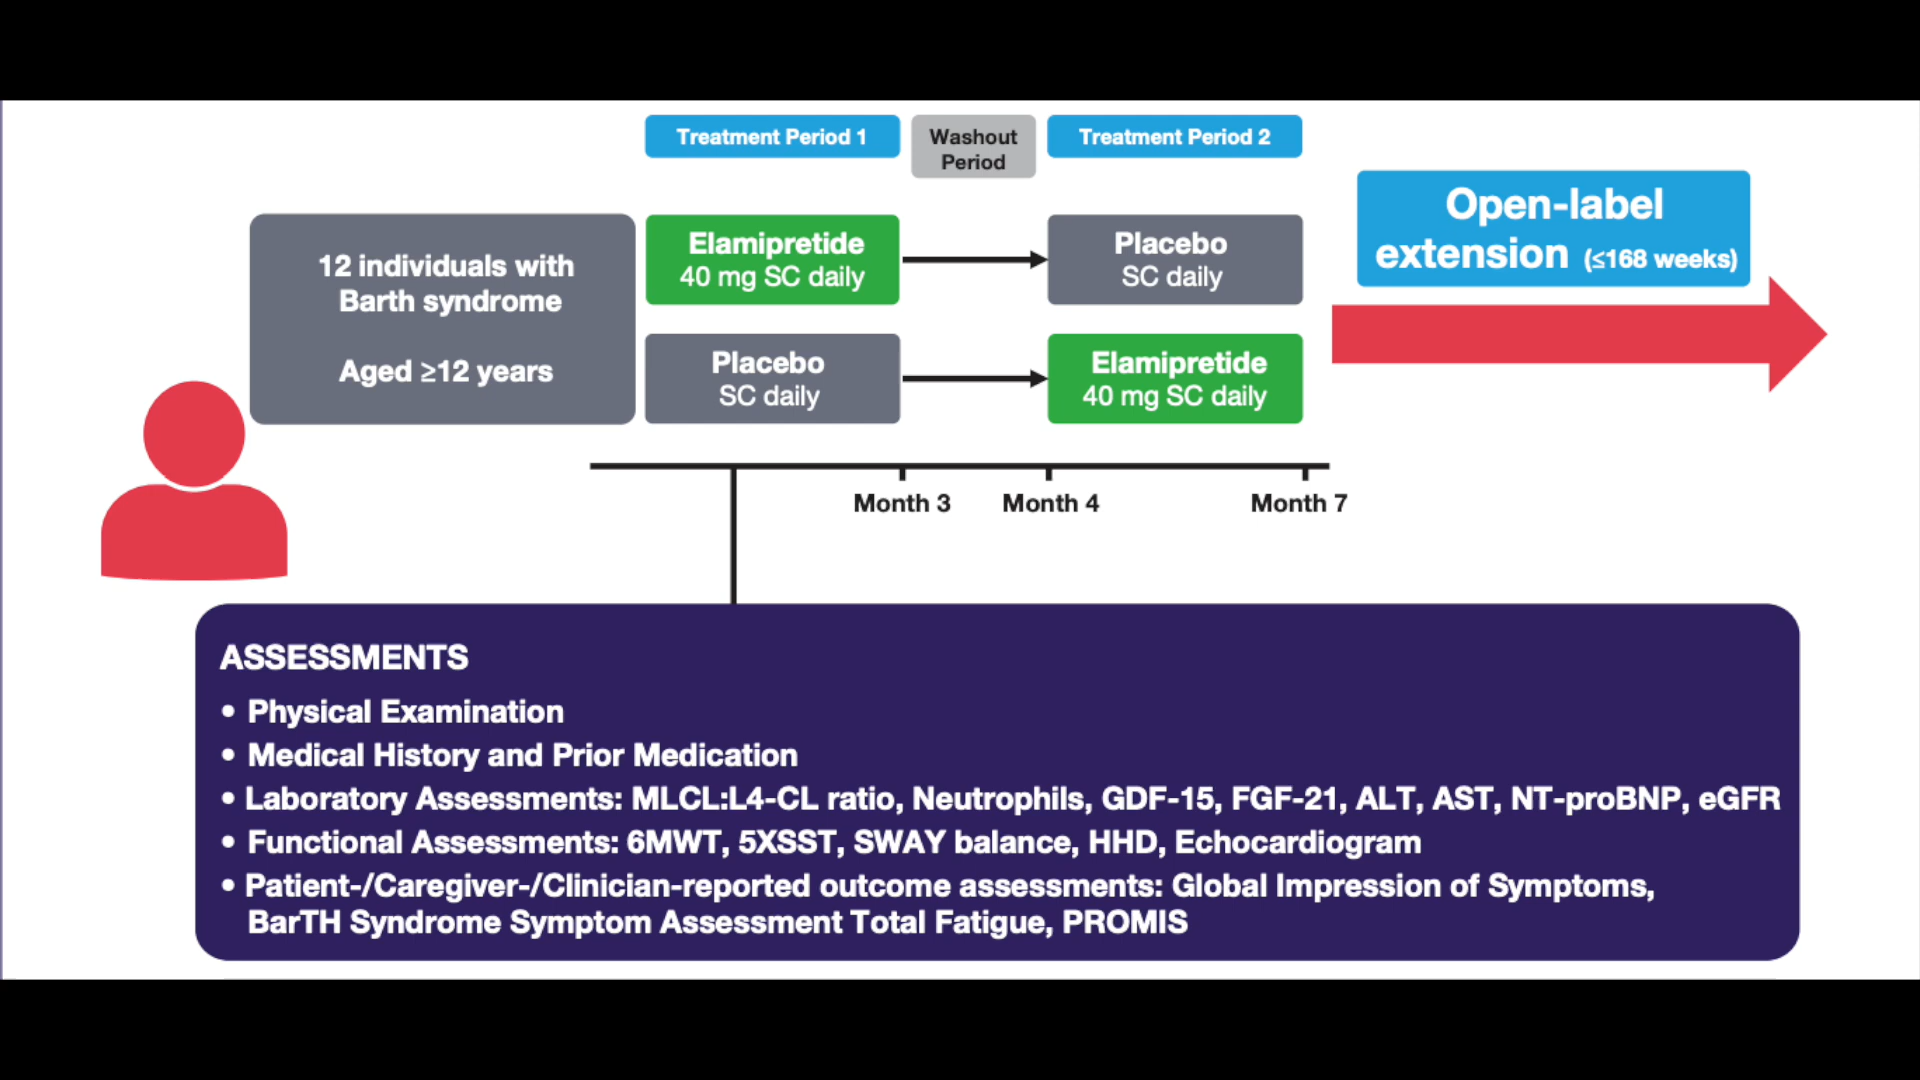 Treatment Period 1
Washout
Period
Treatment Period 2
Open-label
extension (≤168 weeks)
12 individuals with
Barth syndrome
Aged ≥12 years
Elamipretide
40 mg SC daily
Placebo
SC daily
Placebo
SC daily
Elamipretide
40 mg SC daily
Month 3
Month 4
Month 7
ASSESSMENTS
• Physical Examination
• Medical History and Prior Medication
• Laboratory Assessments: MLCL:L4-CL ratio, Neutrophils, GDF-15, FGF-21, ALT, AST, NT-proBNP, eGFR
• Functional Assessments: 6MWT, 5XSST, SWAY balance, HHD, Echocardiogram
• Patient-/Caregiver-/Clinician-reported outcome assessments: Global Impression of Symptoms,
BarTH Syndrome Symptom Assessment Total Fatigue, PROMIS